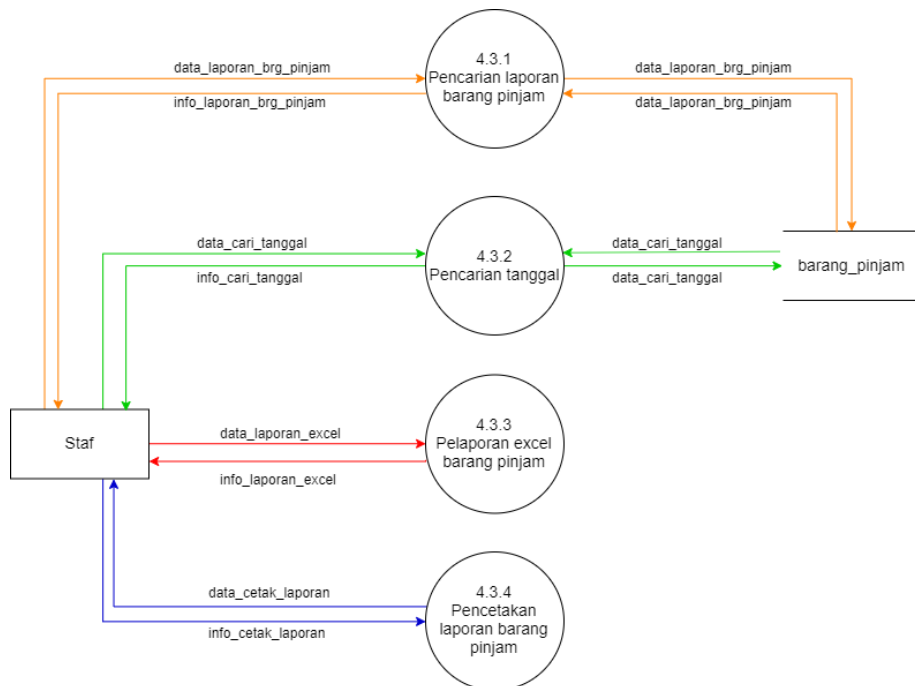 4.3.1
Pencarian laporan
barang pinjam
data_laporan_brg_pinjam
info_laporan_brg_pinjam
data_laporan_brg_pinjam
data_laporan_brg_pinjam
4.3.2
Pencarian tanggal
data_cari_tanggal
info_cari_tanggal
data_cari_tanggal
data_cari_tanggal
barang_pinjam
Staf
data_laporan_excel
info_laporan_excel
4.3.3
Pelaporan excel
barang pinjam
data_cetak_laporan
info_cetak_laporan
4.3.4
Pencetakan
laporan barang
pinjam